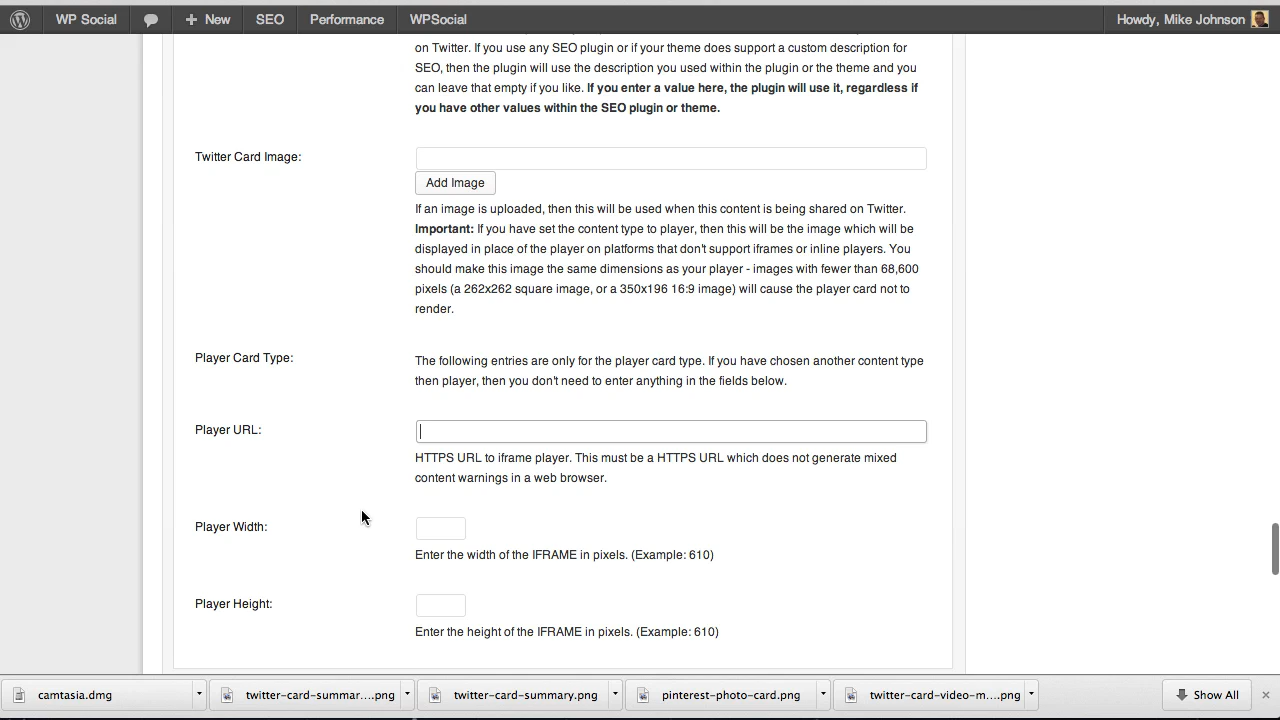 WP Social New SEO Performance WPSocial Howdy, Mike Johnson
on Twitter. If you use any SEO plugin or if your theme does support a custom description for
SEO, then the plugin will use the description you used within the plugin or the theme and you
can leave that empty if you like. If you enter a value here, the plugin will use it, regardless if
you have other values within the SEO plugin or theme.
Twitter Card Image:
Add Image
If an image is uploaded, then this will be used when this content is being shared on Twitter.
Important: If you have set the content type to player, then this will be the image which will be
displayed in place of the player on platforms that don't support iframes or inline players. You
should make this image the same dimensions as your player - images with fewer than 68,600
pixels (a 262x262 square image, or a 350x196 16:9 image) will cause the player card not to
render.
Player Card Type:
The following entries are only for the player card type. If you have chosen another content type
then player, then you don't need to enter anything in the fields below.
Player URL:
HTTPS URL to iframe player. This must be a HTTPS URL which does not generate mixed
content warnings in a web browser.
Player Width:
Enter the width of the IFRAME in pixels. (Example: 610)
Player Height:
Enter the height of the IFRAME in pixels. (Example: 610)
camtasia.dmg twitter-card-summar....png twitter-card-summary.png pinterest-photo-card.png twitter-card-video-m....png Show All